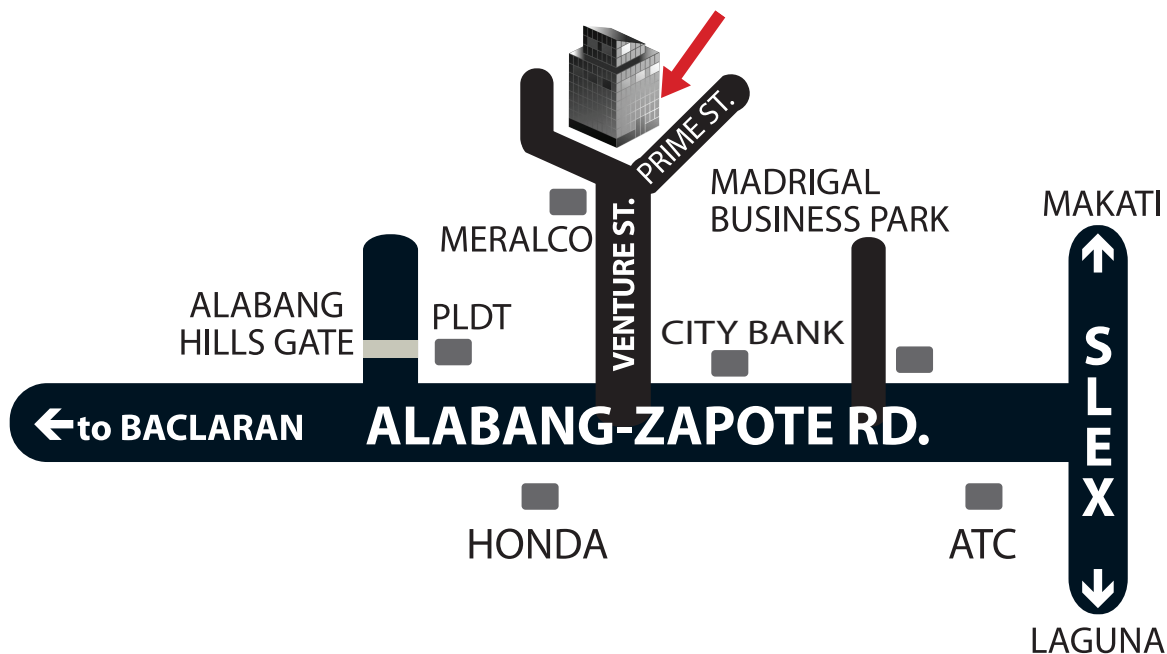 PRIME ST.
MADRIGAL
BUSINESS PARK
MAKATI
MERALCO
VENTURE ST.
ALABANG
HILLS GATE
PLDT
CITY BANK
SLEX
to BACLARAN
ALABANG-ZAPOTE RD.
HONDA
ATC
LAGUNA